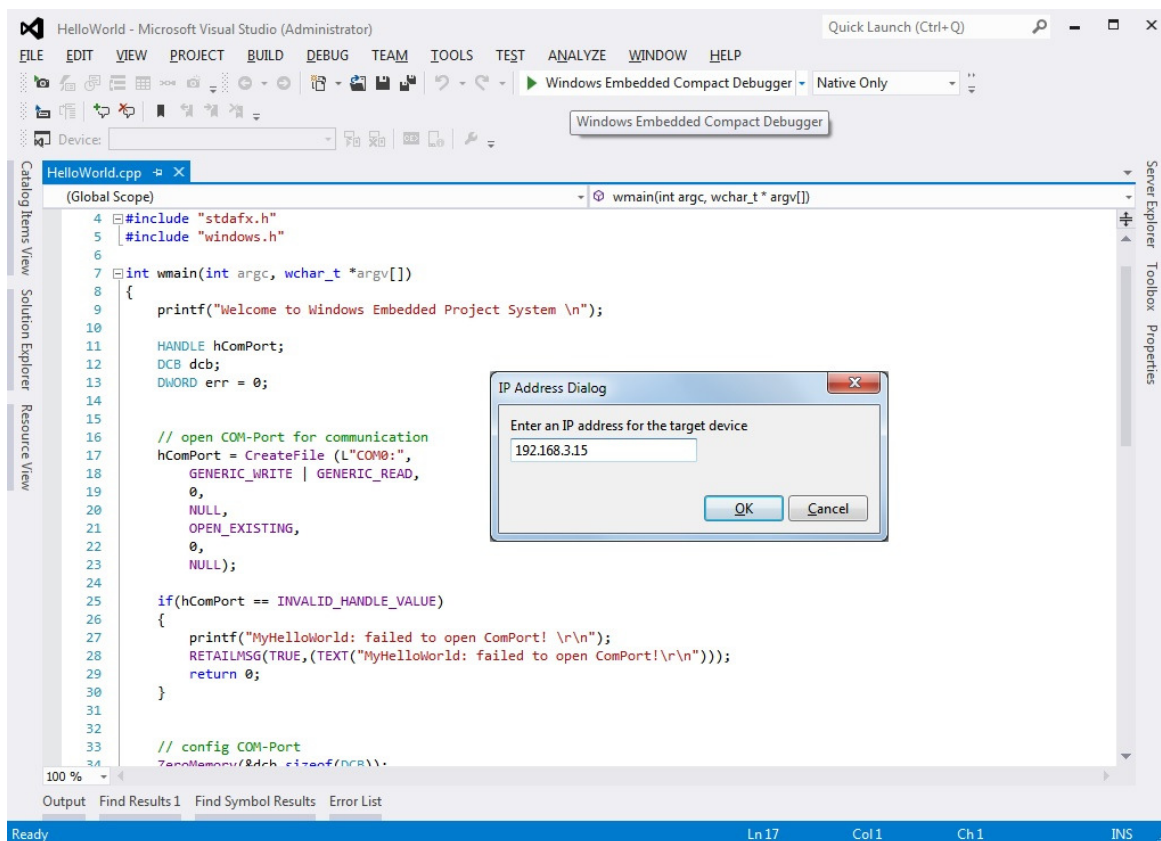 HelloWorld - Microsoft Visual Studio (Administrator)
Quick Launch (Ctrl+Q)
FILE EDIT VIEW PROJECT BUILD DEBUG TEAM TOOLS TEST ANALYZE WINDOW HELP
Windows Embedded Compact Debugger Native Only
Windows Embedded Compact Debugger
Device:
Catalog Items View
Solution Explorer
Resource View
HelloWorld.cpp
(Global Scope) wmain(int argc, wchar_t * argv[])
4 #include "stdafx.h"
5 #include "windows.h"
6
7 int wmain(int argc, wchar_t *argv[])
8 {
9 printf("Welcome to Windows Embedded Project System \n");
10
11 HANDLE hComPort;
12 DCB dcb;
13 DWORD err = 0;
14
15
16 // open COM-Port for communication
17 hComPort = CreateFile (L"COM0:",
18 GENERIC_WRITE | GENERIC_READ,
19 0,
20 NULL,
21 OPEN_EXISTING,
22 0,
23 NULL);
24
25 if(hComPort == INVALID_HANDLE_VALUE)
26 {
27 printf("MyHelloWorld: failed to open ComPort! \r\n");
28 RETAILMSG(TRUE,(TEXT("MyHelloWorld: failed to open ComPort!\r\n")));
29 return 0;
30 }
31
32
33 // config COM-Port
34 ZeroMemory(&dcb,sizeof(DCB));
IP Address Dialog
Enter an IP address for the target device
192.168.3.15
OK Cancel
Server Explorer
Toolbox
Properties
100 %
Output Find Results 1 Find Symbol Results Error List
Ready Ln 17 Col 1 Ch 1 INS